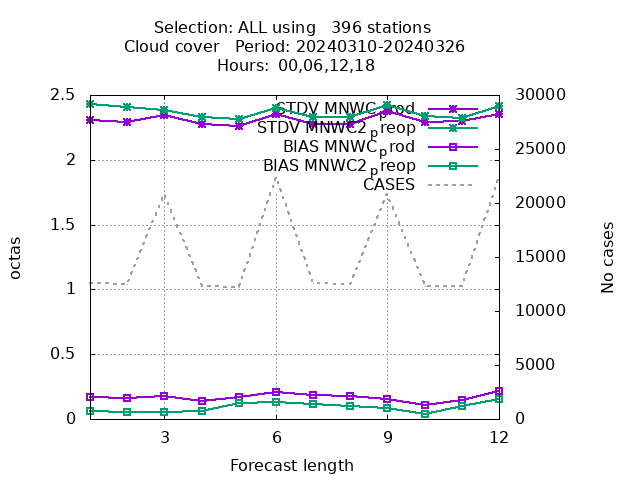 Selection: ALL using   396 stations
Cloud cover   Period: 20240310-20240326
Hours:  00,06,12,18
2.5
2
1.5
1
0.5
0
octas
30000
25000
20000
15000
10000
5000
0
No cases
STDV MNWC_prod
STDV MNWC2_preop
BIAS MNWC_prod
BIAS MNWC2_preop
CASES
3
6
9
12
Forecast length